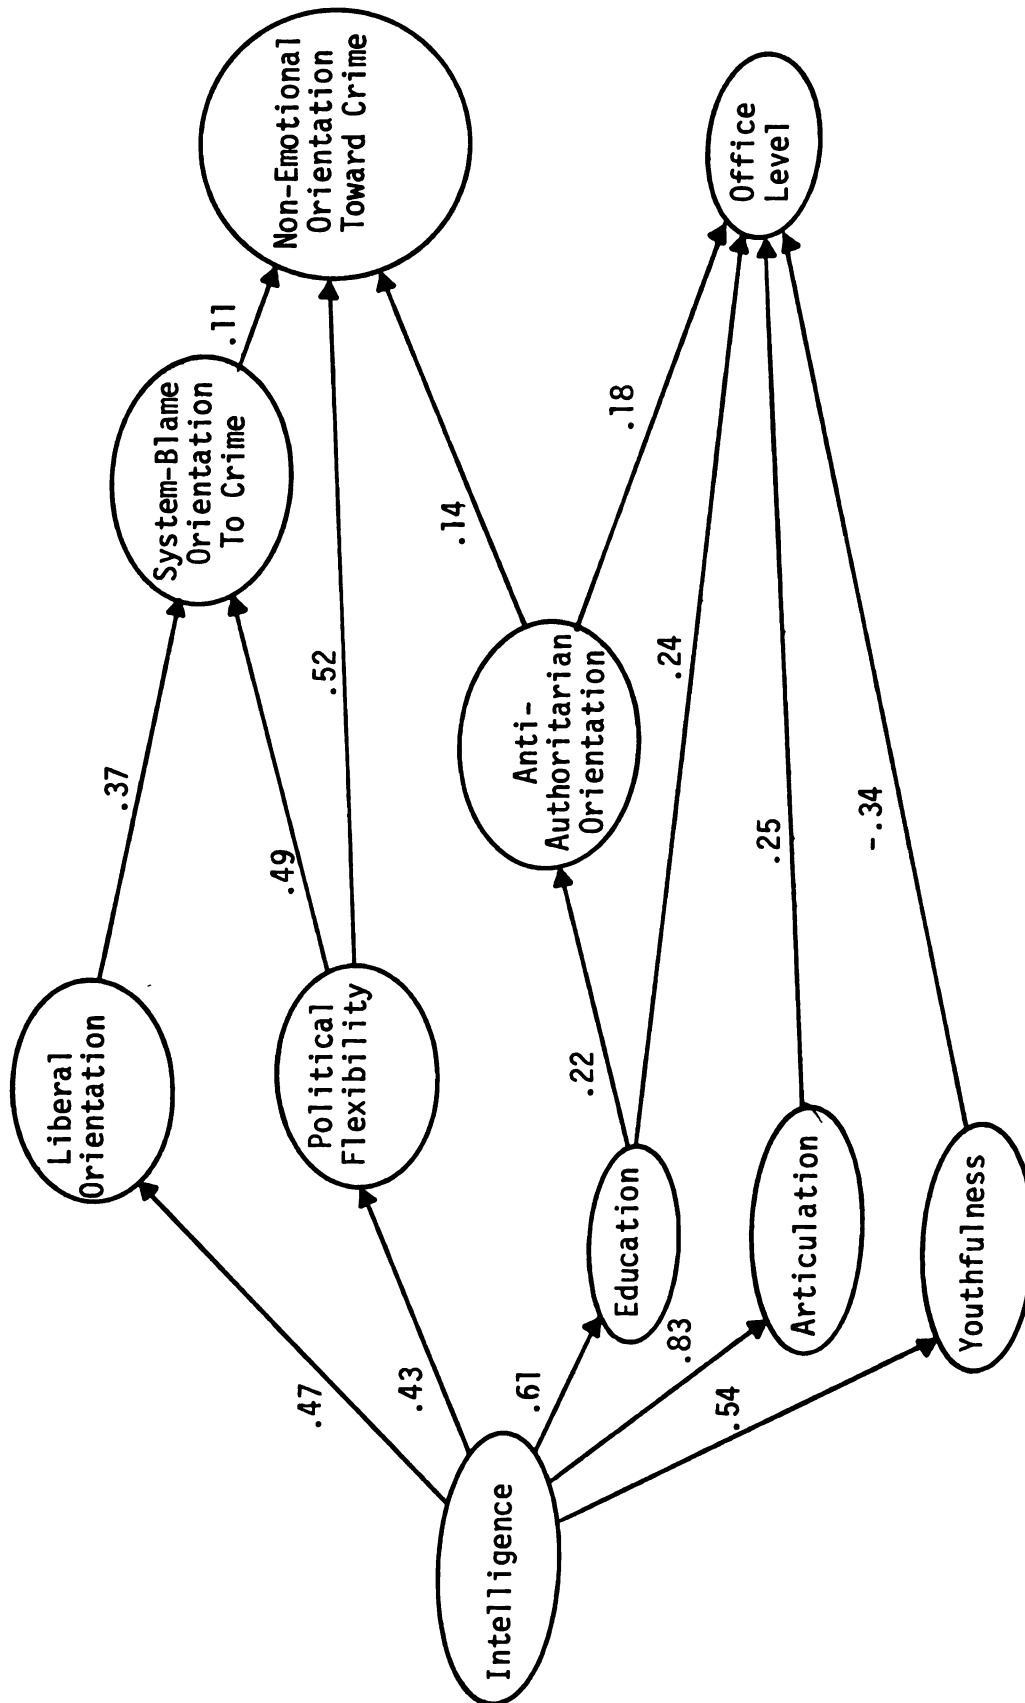 Non-Emotional
Orientation
Toward Crime
.11
System-Blame
Orientation
To Crime
.37
.49
.52
Liberal
Orientation
Political
Flexibility
.14
.18
Anti-
Authoritarian
Orientation
Office
Level
.24
.22
.25
-.34
Education
Articulation
Youthfulness
.47
.43
.61
.83
.54
Intelligence